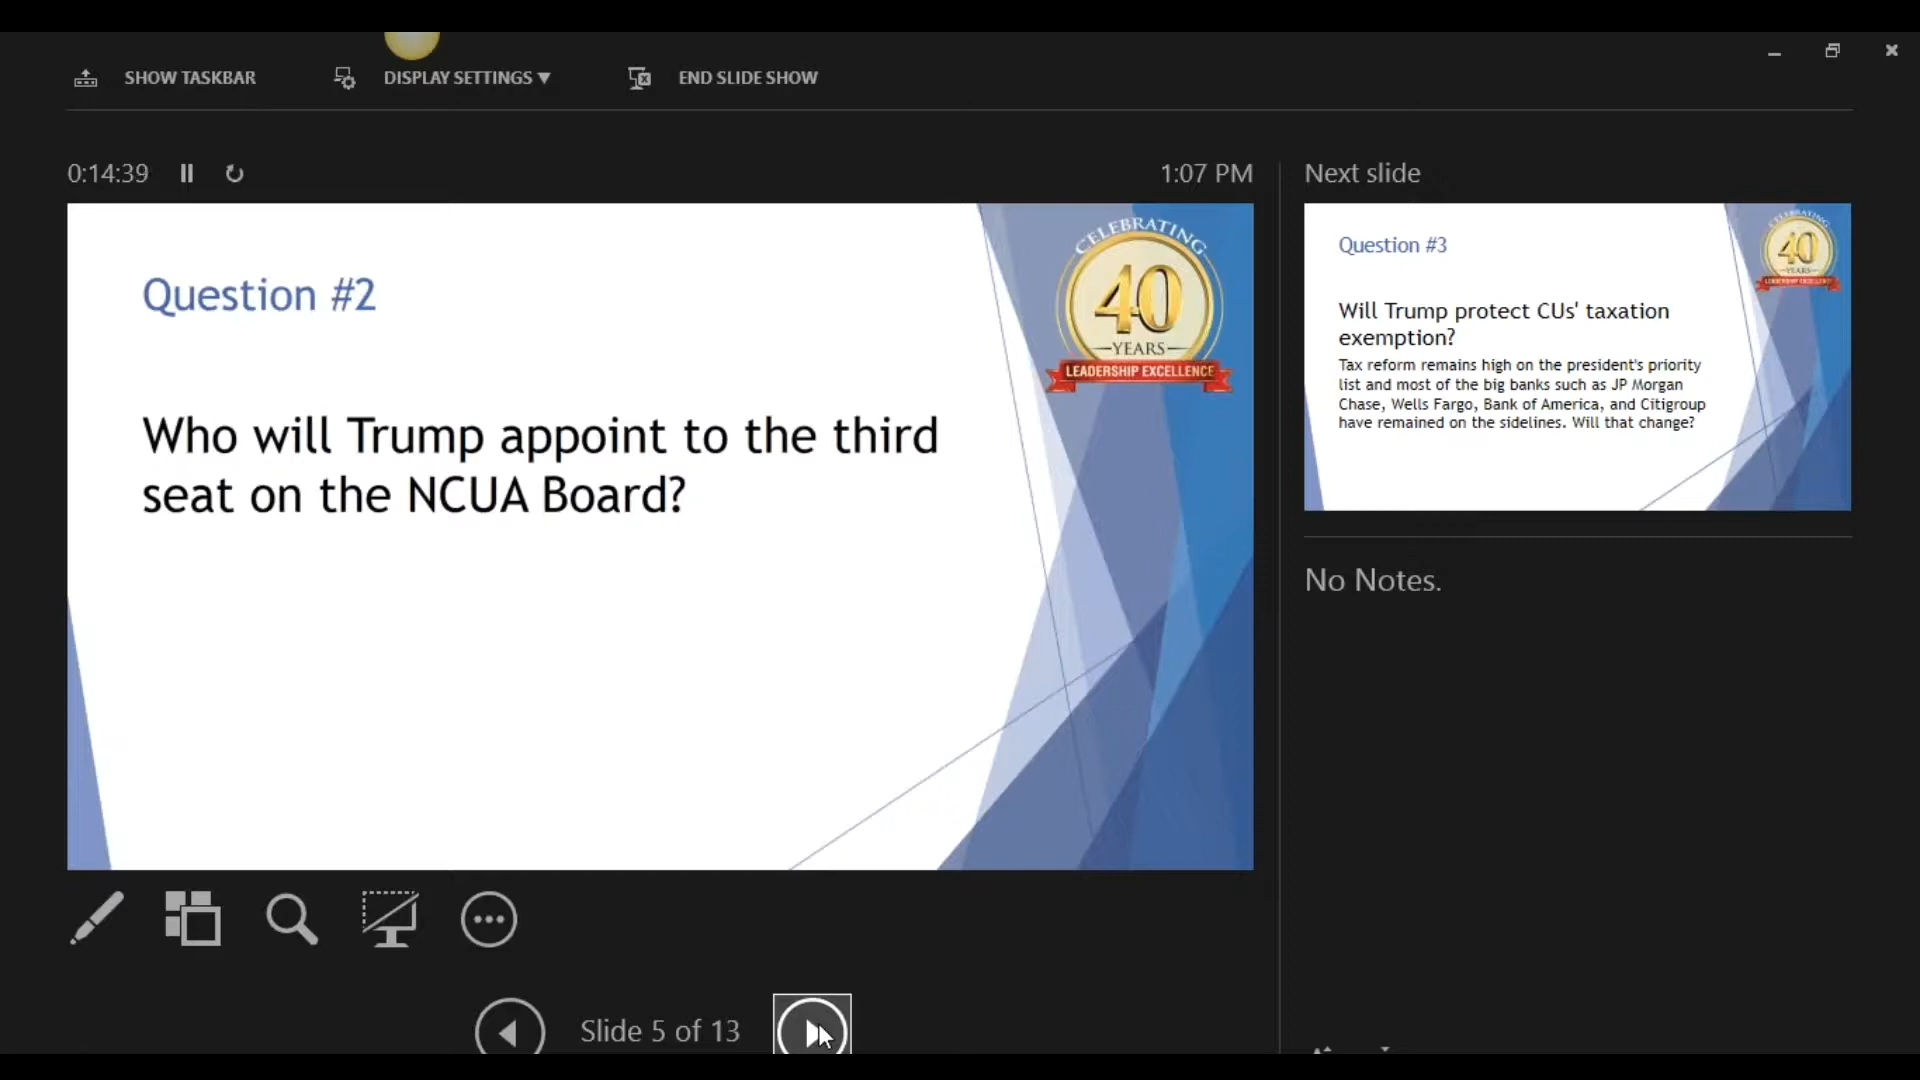 SHOW TASKBAR
DISPLAY SETTINGS ▼
END SLIDE SHOW
0:14:39
1:07 PM
Next slide
Question #2
CELEBRATING
40
YEARS
LEADERSHIP EXCELLENCE
Who will Trump appoint to the third
seat on the NCUA Board?
Question #3
CELEBRATING
40
YEARS
LEADERSHIP EXCELLENCE
Will Trump protect CUs' taxation
exemption?
Tax reform remains high on the president's priority
list and most of the big banks such as JP Morgan
Chase, Wells Fargo, Bank of America, and Citigroup
have remained on the sidelines. Will that change?
No Notes.
Slide 5 of 13